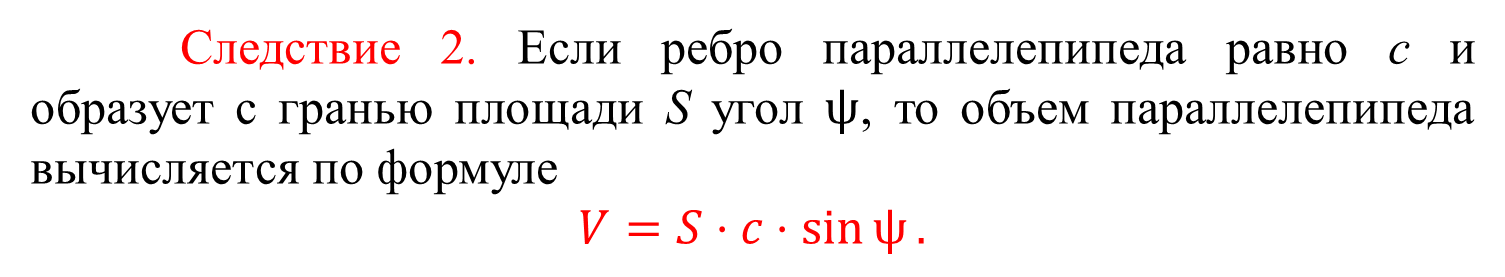 Следствие 2. Если ребро параллелепипеда равно c и
образует с гранью площади S угол ψ, то объем параллелепипеда
вычисляется по формуле
V = S · c · sin ψ .